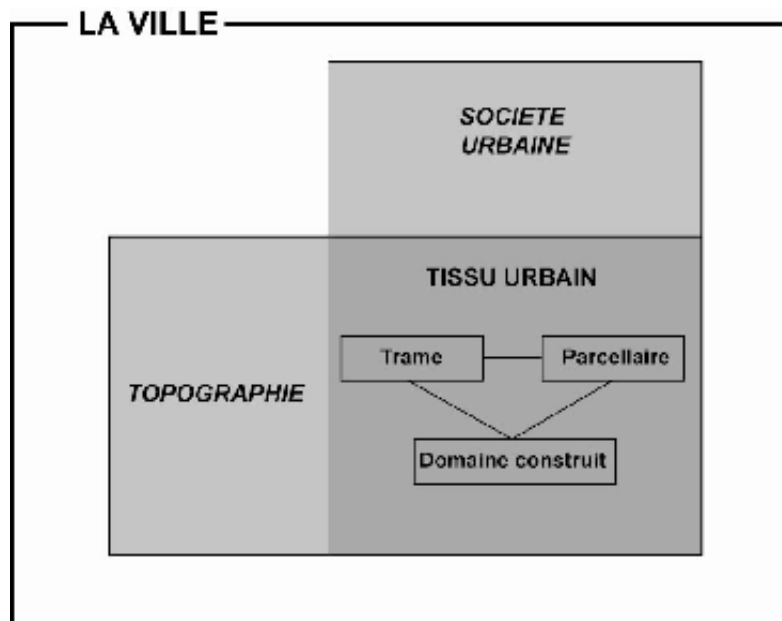 LA VILLE
SOCIETE
URBAINE
TISSU URBAIN
Trame
Parcellaire
TOPOGRAPHIE
Domaine construit